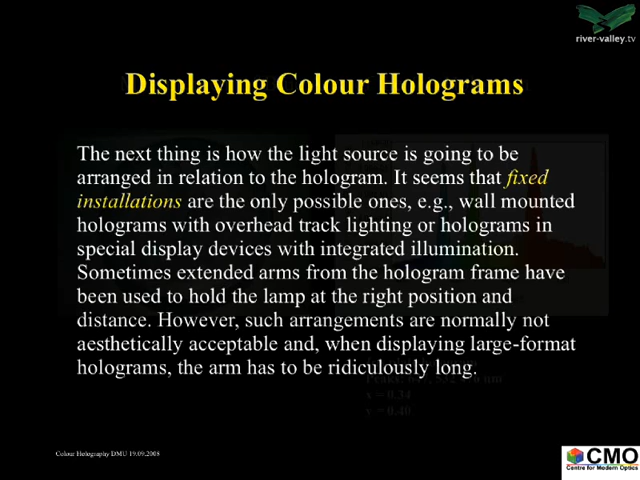 river-valley.tv
Displaying Colour Holograms
The next thing is how the light source is going to be
arranged in relation to the hologram. It seems that fixed
installations are the only possible ones, e.g., wall mounted
holograms with overhead track lighting or holograms in
special display devices with integrated illumination.
Sometimes extended arms from the hologram frame have
been used to hold the lamp at the right position and
distance. However, such arrangements are normally not
aesthetically acceptable and, when displaying large-format
holograms, the arm has to be ridiculously long.
x = 0.34
y = 0.40
Colour Holography DMU 19.09.2008
CMO
Centre for Modern Optics